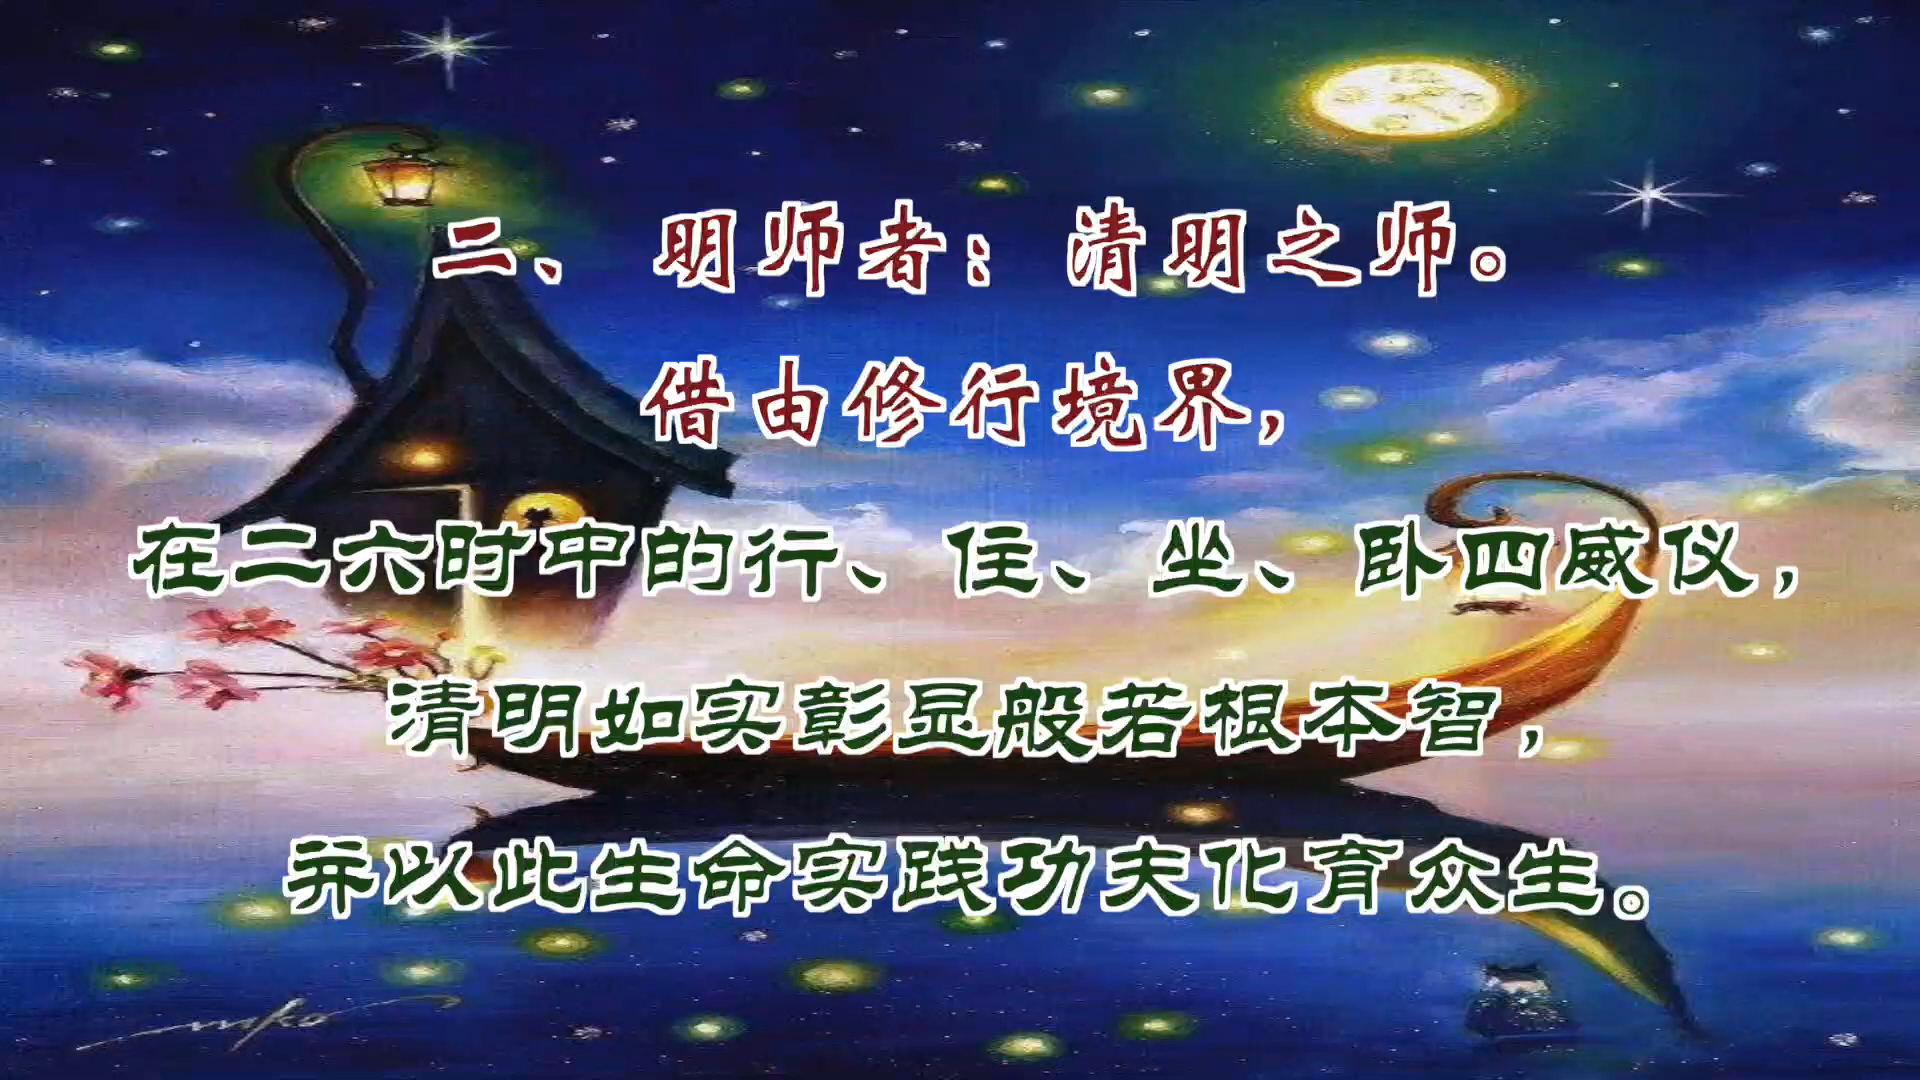 二、 明师者：清明之师。
借由修行境界，
在二六时中的行、住、坐、卧四威仪，
清明如实彰显般若根本智，
并以此生命实践功夫化育众生。